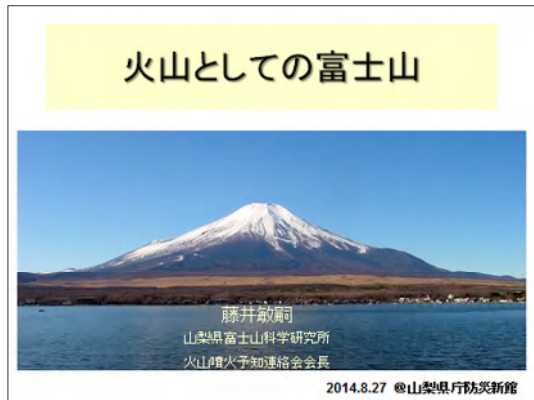 火山としての富士山
藤井敏嗣
山梨県富士山科学研究所
火山噴火予知連絡会会長
2014.8.27 @山梨県庁防災新館